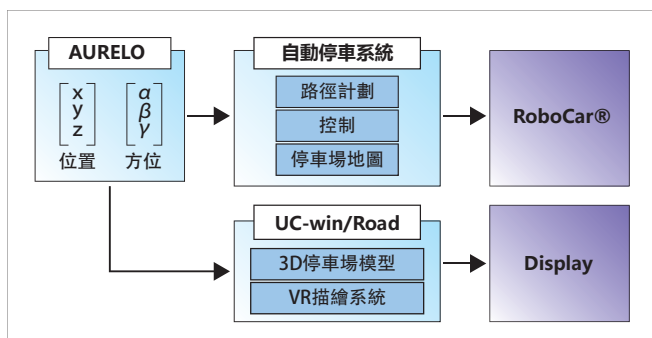 AURELO
x
y
z
α
β
γ
位置
方位
自動停車系統
路徑計劃
控制
停車場地圖
RoboCar®
UC-win/Road
3D停車場模型
VR描繪系統
Display